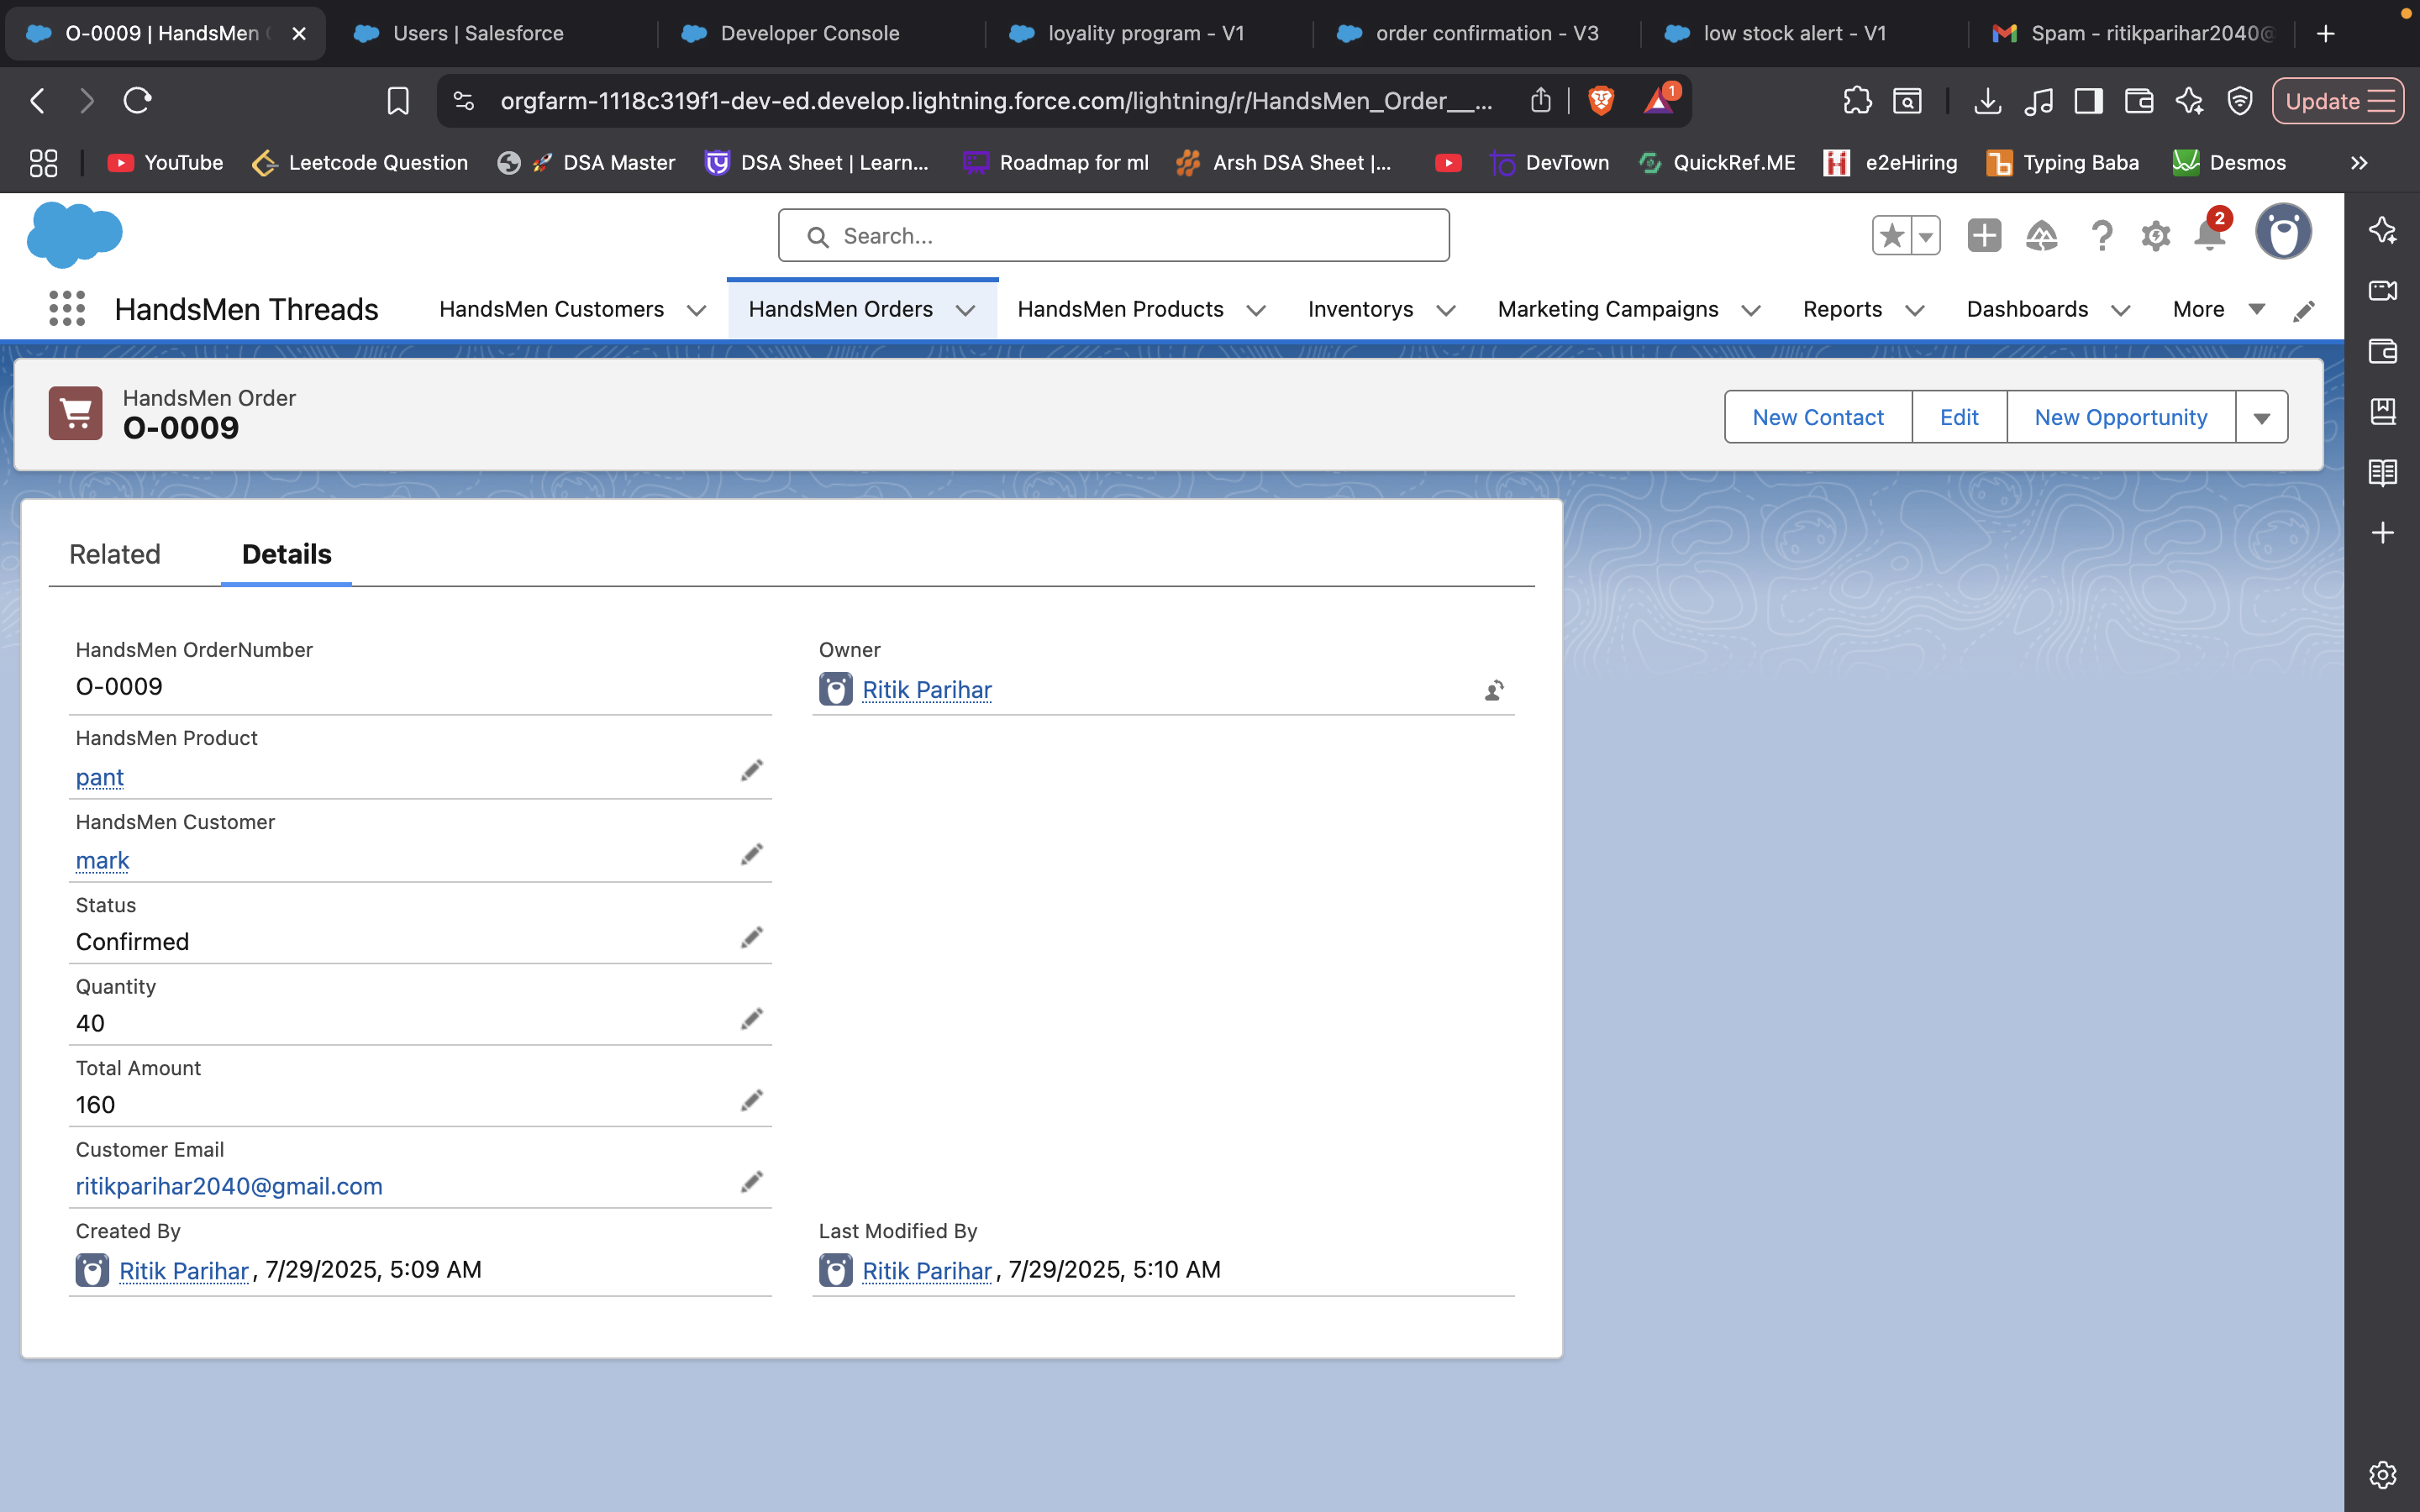 O-0009 | HandsMen
Users | Salesforce
Developer Console
loyality program - V1
order confirmation - V3
low stock alert - V1
Spam - ritikparihar2040@
orgfarm-1118c319f1-dev-ed.develop.lightning.force.com/lightning/r/HandsMen_Order__...
1
Update
YouTube
Leetcode Question
DSA Master
DSA Sheet | Learn...
Roadmap for ml
Arsh DSA Sheet |...
DevTown
QuickRef.ME
e2eHiring
Typing Baba
Desmos
Search...
2
HandsMen Threads
HandsMen Customers
HandsMen Orders
HandsMen Products
Inventorys
Marketing Campaigns
Reports
Dashboards
More
HandsMen Order
O-0009
New Contact
Edit
New Opportunity
Related
Details
HandsMen OrderNumber
O-0009
Owner
Ritik Parihar
HandsMen Product
pant
HandsMen Customer
mark
Status
Confirmed
Quantity
40
Total Amount
160
Customer Email
ritikparihar2040@gmail.com
Created By
Ritik Parihar, 7/29/2025, 5:09 AM
Last Modified By
Ritik Parihar, 7/29/2025, 5:10 AM